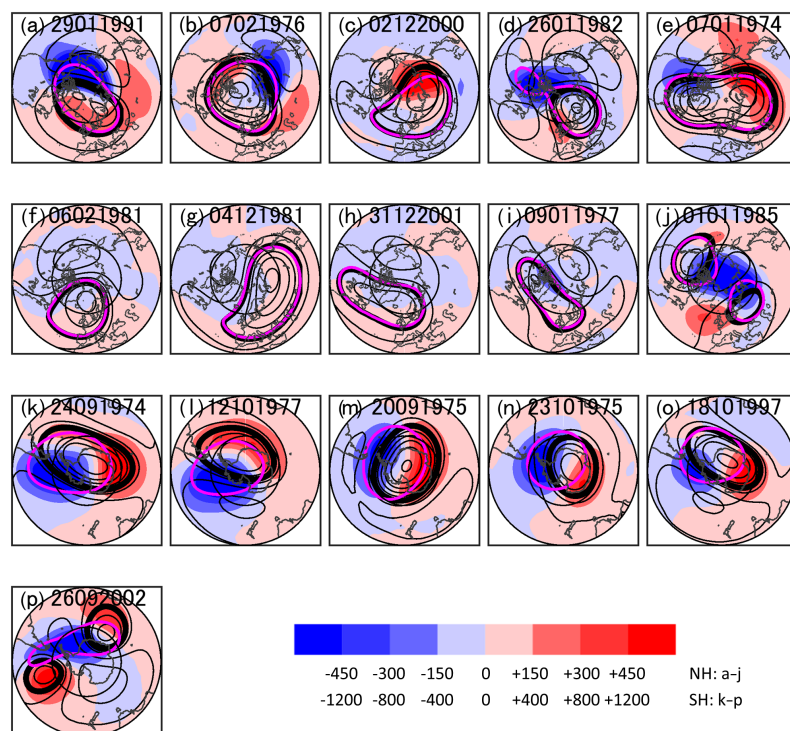 (a) 29011991
(b) 07021976
(c) 02122000
(d) 26011982
(e) 07011974
(f) 06021981
(g) 04121981
(h) 31122001
(i) 09011977
(j) 01011985
(k) 24091974
(l) 12101977
(m) 20091975
(n) 23101975
(o) 18101997
(p) 26092002
-450 -300 -150 0 +150 +300 +450 NH: a-j
-1200 -800 -400 0 +400 +800 +1200 SH: k-p